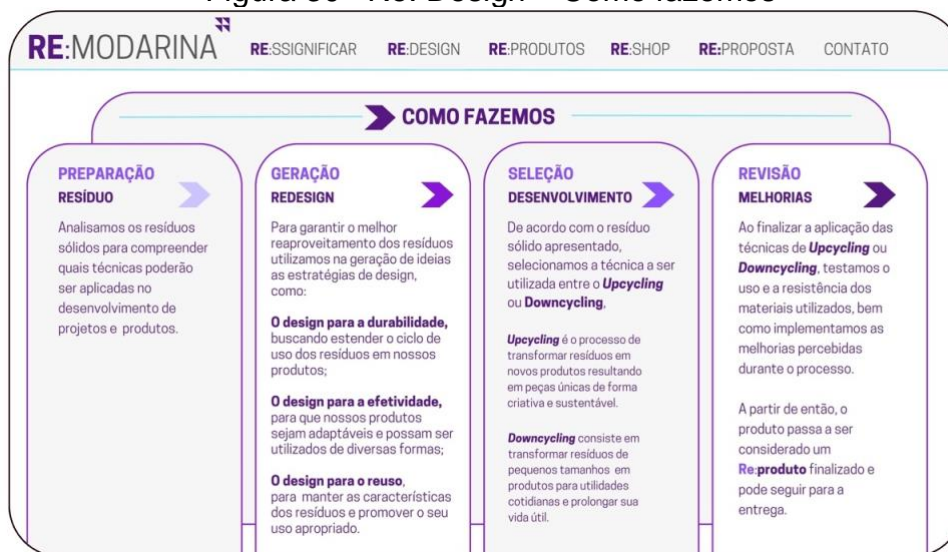 RE:MODARINA
RE:SSIGNIFICAR RE:DESIGN RE:PRODUTOS RE:SHOP RE:PROPOSTA CONTATO
COMO FAZEMOS
PREPARAÇÃO
RESÍDUO
Analisamos os resíduos
sólidos para compreender
quais técnicas poderão
ser aplicadas no
desenvolvimento de
projetos e produtos.
GERAÇÃO
REDESIGN
Para garantir o melhor
reaproveitamento dos resíduos
utilizamos na geração de ideias
as estratégias de design,
como:
O design para a durabilidade,
buscando estender o ciclo de
uso dos resíduos em nossos
produtos;
O design para a efetividade,
para que nossos produtos
sejam adaptáveis e possam ser
utilizados de diversas formas;
O design para o reuso,
para manter as características
dos resíduos e promover o seu
uso apropriado.
SELEÇÃO
DESENVOLVIMENTO
De acordo com o resíduo
sólido apresentado,
selecionamos a técnica a ser
utilizada entre o Upcycling
ou Downcycling,
Upcycling é o processo de
transformar resíduos em
novos produtos resultando
em peças únicas de forma
criativa e sustentável.
Downcycling consiste em
transformar resíduos de
pequenos tamanhos em
produtos para utilidades
cotidianas e prolongar sua
vida útil.
REVISÃO
MELHORIAS
Ao finalizar a aplicação das
técnicas de Upcycling ou
Downcycling, testamos o
uso e a resistência dos
materiais utilizados, bem
como implementamos as
melhorias percebidas
durante o processo.
A partir de então, o
produto passa a ser
considerado um
Re:produto finalizado e
pode seguir para a
entrega.